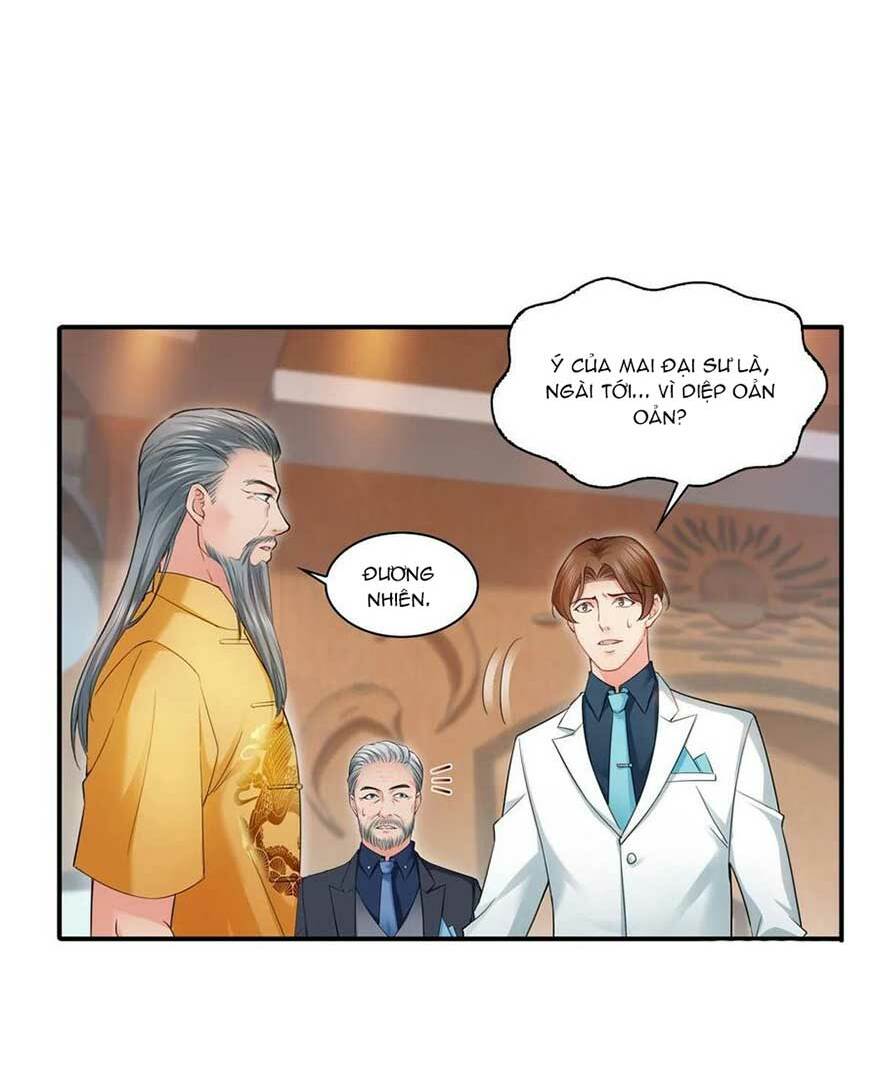 Ý CỦA MAI ĐẠI SƯ LÀ,
NGÀI TỚI... VÌ DIỆP OẢN
OẢN?
ĐƯƠNG
NHIÊN.